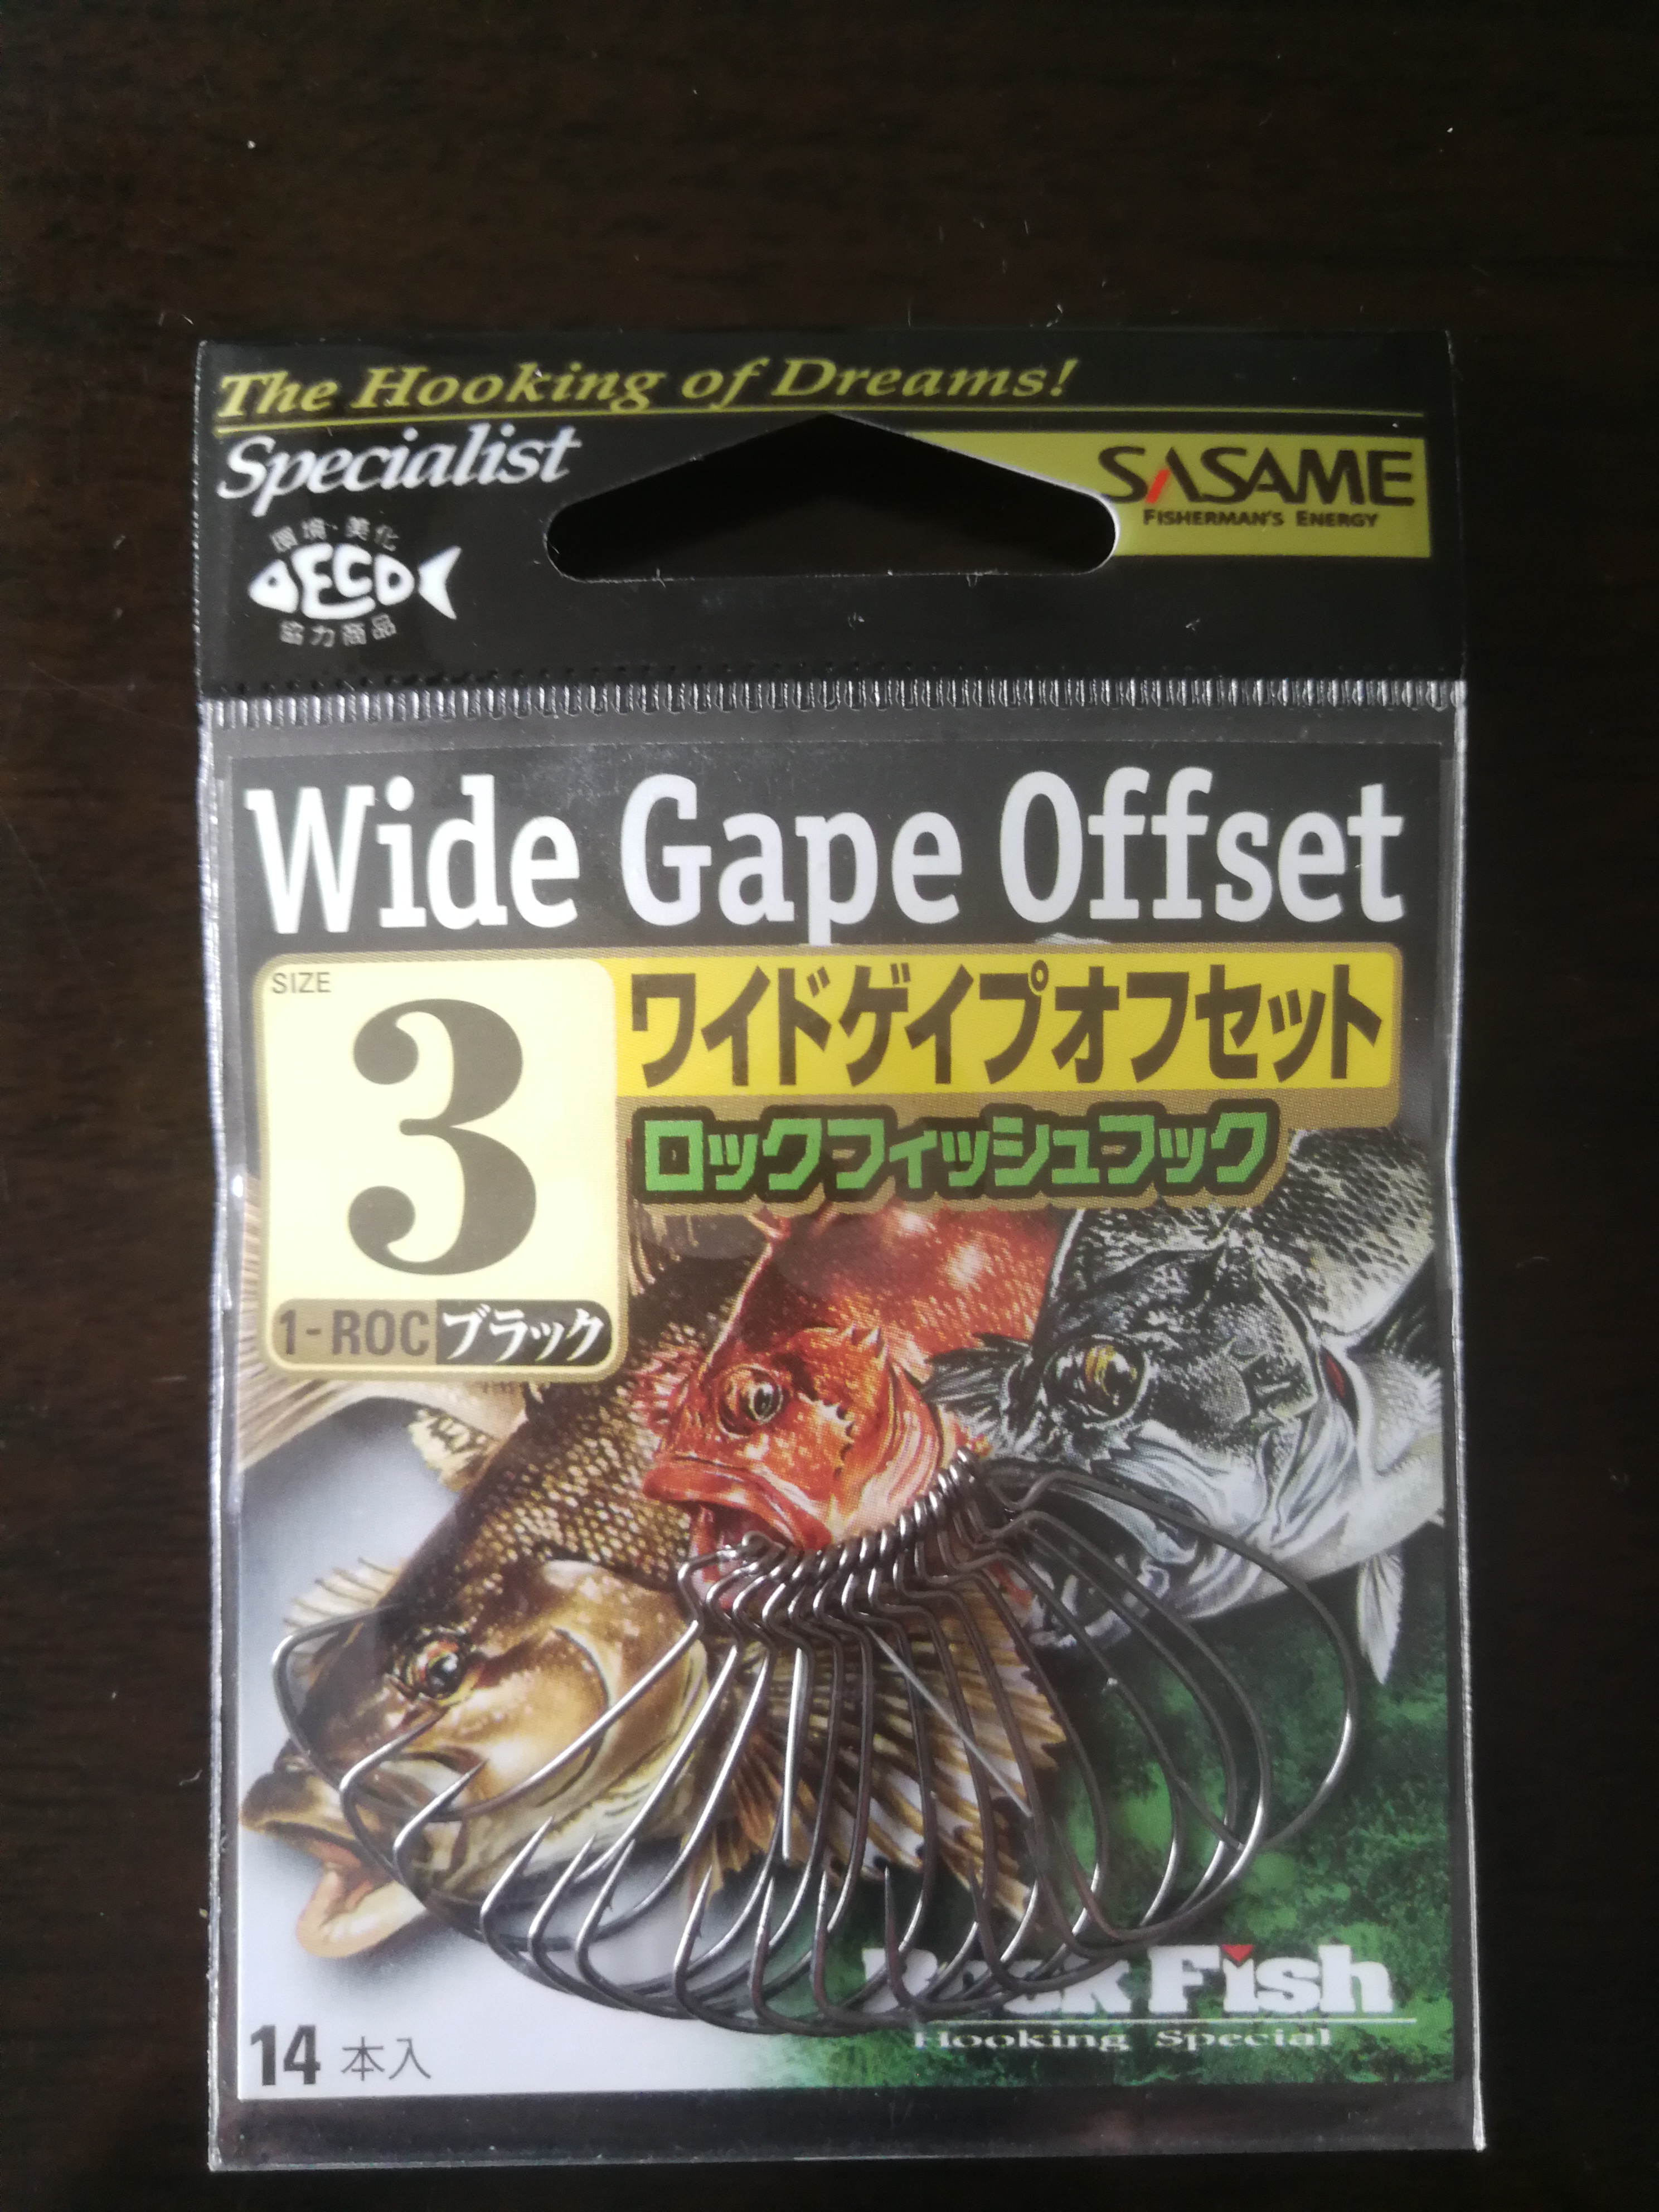 The Hooking of Dreams!
Specialist
SASAME
FISHERMAN'S ENERGY
環境・美化
ECO
協力商品
Wide Gape Offset
SIZE
3
ワイドゲイプオフセット
ロックフィッシュフック
1-ROC ブラック
Rock Fish
Hooking Special
14 本入